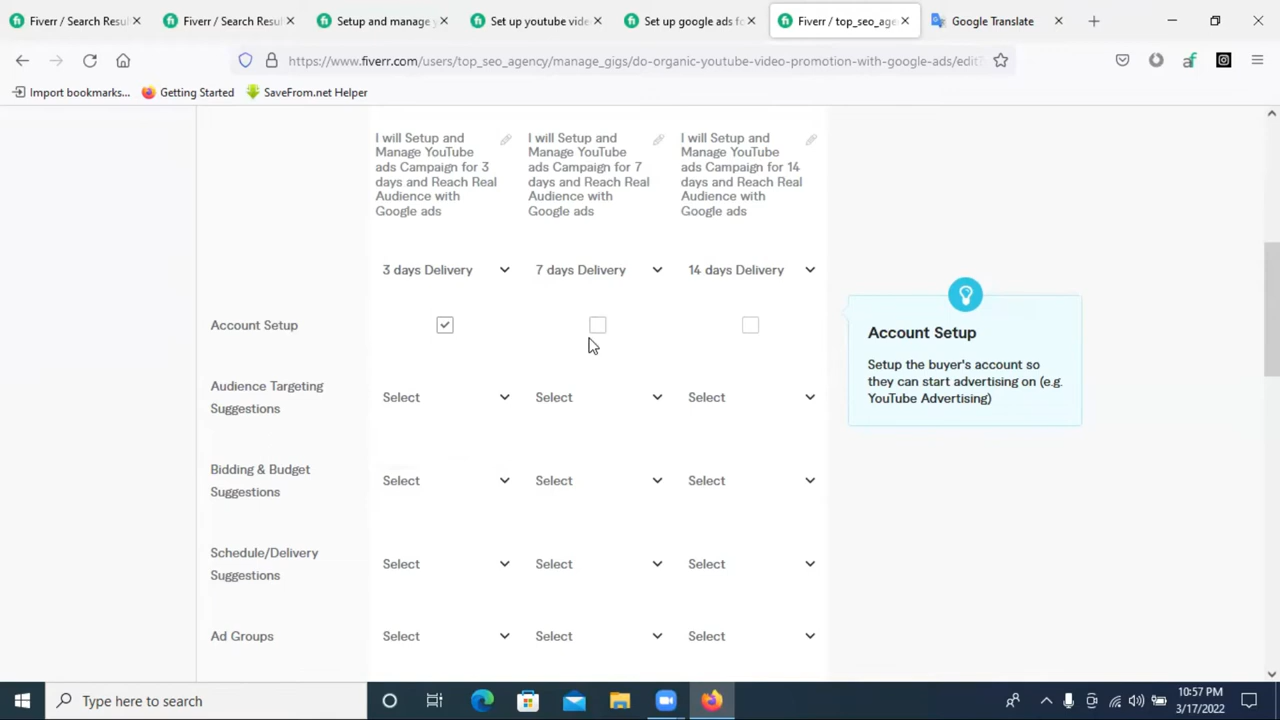 Fiverr / Search Resul
Fiverr / Search Resul
Setup and manage y
Set up youtube vide
Set up google ads fo
Fiverr / top_seo_age
Google Translate
https://www.fiverr.com/users/top_seo_agency/manage_gigs/do-organic-youtube-video-promotion-with-google-ads/edit?
Import bookmarks...
Getting Started
SaveFrom.net Helper
I will Setup and
Manage YouTube
ads Campaign for 3
days and Reach Real
Audience with
Google ads
I will Setup and
Manage YouTube
ads Campaign for 7
days and Reach Real
Audience with
Google ads
I will Setup and
Manage YouTube
ads Campaign for 14
days and Reach Real
Audience with
Google ads
3 days Delivery
7 days Delivery
14 days Delivery
Account Setup
Account Setup
Setup the buyer's account so
they can start advertising on (e.g.
YouTube Advertising)
Audience Targeting
Suggestions
Select
Select
Select
Bidding & Budget
Suggestions
Select
Select
Select
Schedule/Delivery
Suggestions
Select
Select
Select
Ad Groups
Select
Select
Select
Type here to search
10:57 PM
3/17/2022